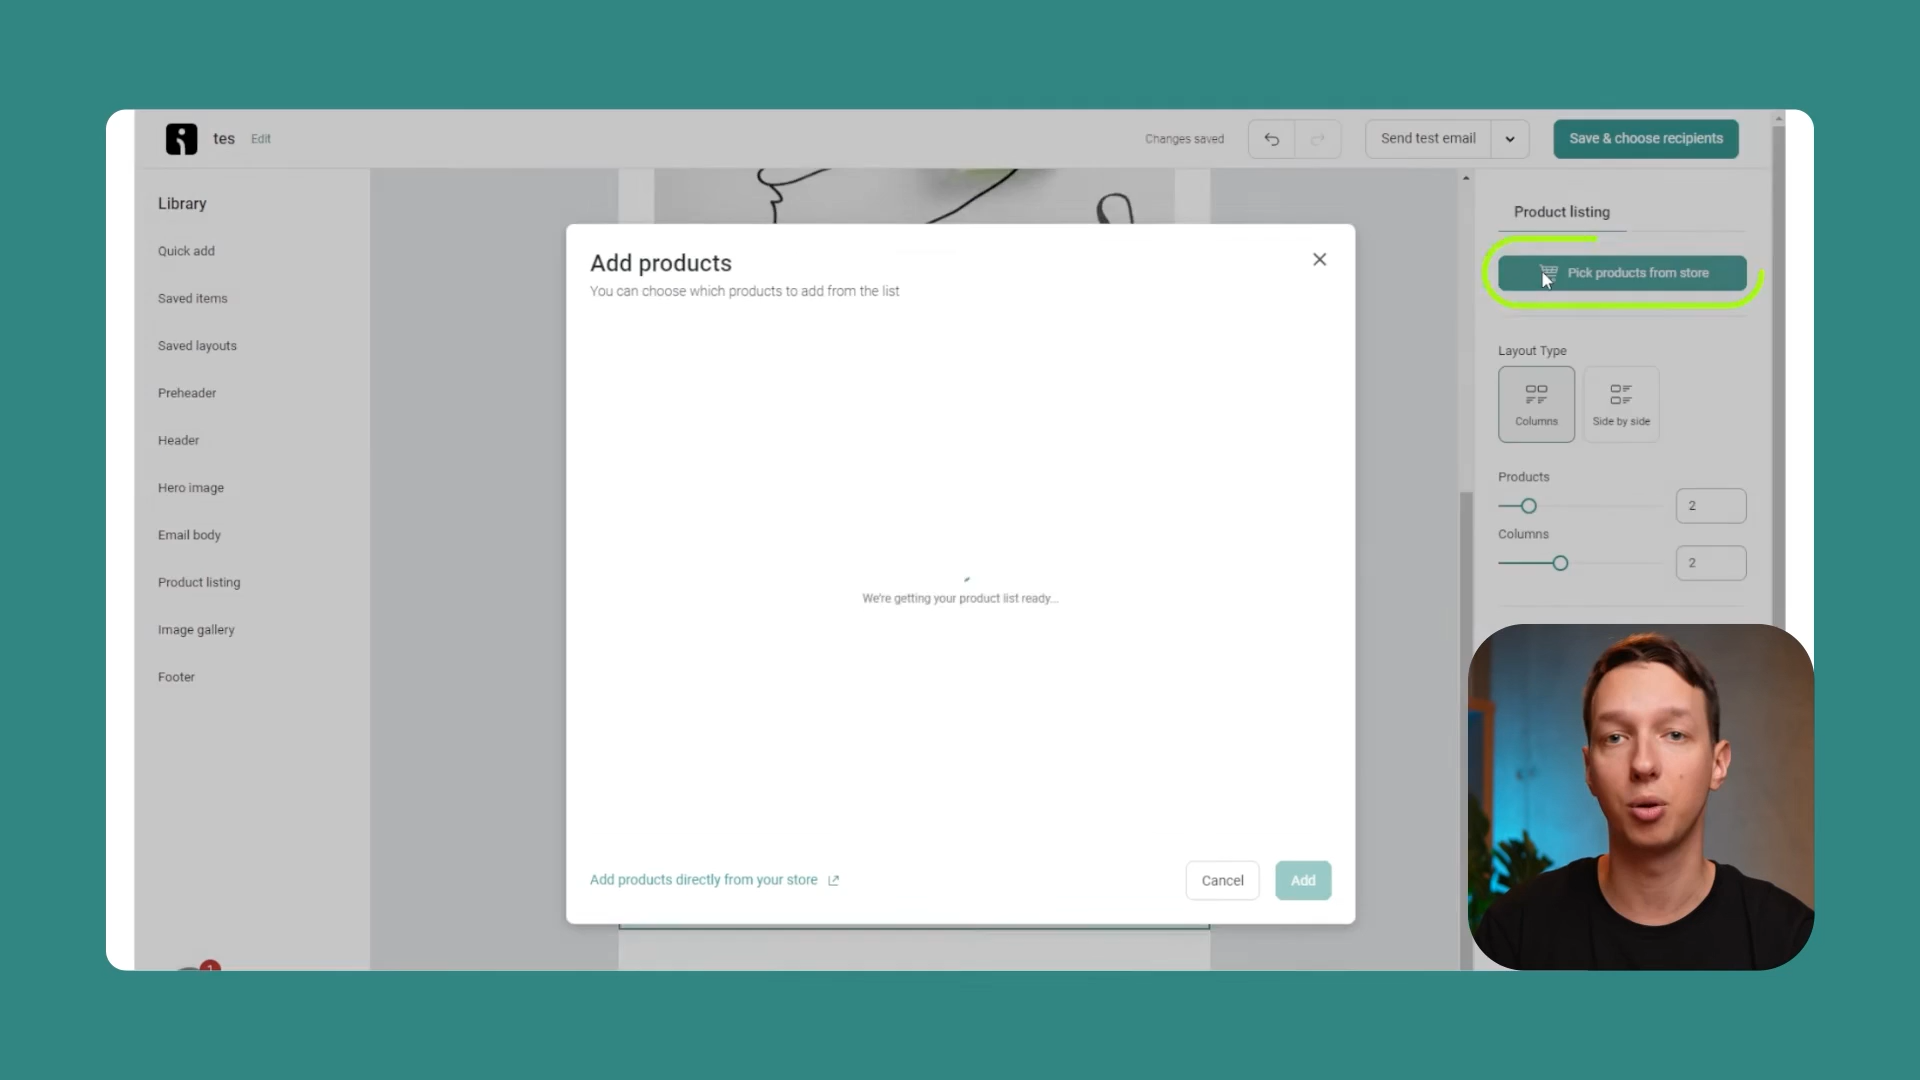 tes
Edit
Changes saved
Send test email
Save & choose recipients
Library
Quick add
Saved items
Saved layouts
Preheader
Header
Hero image
Email body
Product listing
Image gallery
Footer
Add products
You can choose which products to add from the list
We're getting your product list ready...
Add products directly from your store
Cancel
Add
Product listing
Pick products from store
Layout Type
Columns
Side by side
Products
2
Columns
2